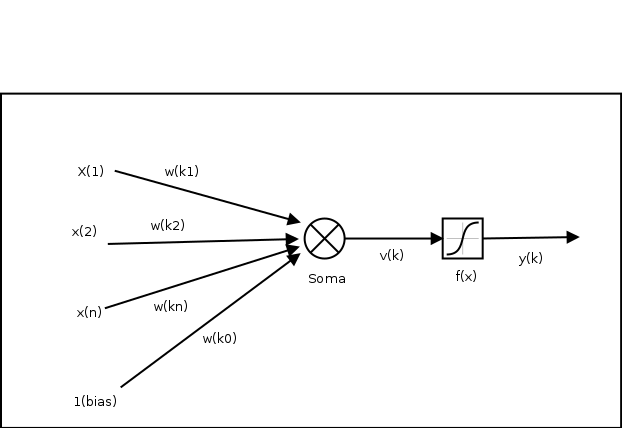 X(1)
w(k1)
x(2)
w(k2)
x(n)
w(kn)
w(k0)
1(bias)
Soma
v(k)
f(x)
y(k)